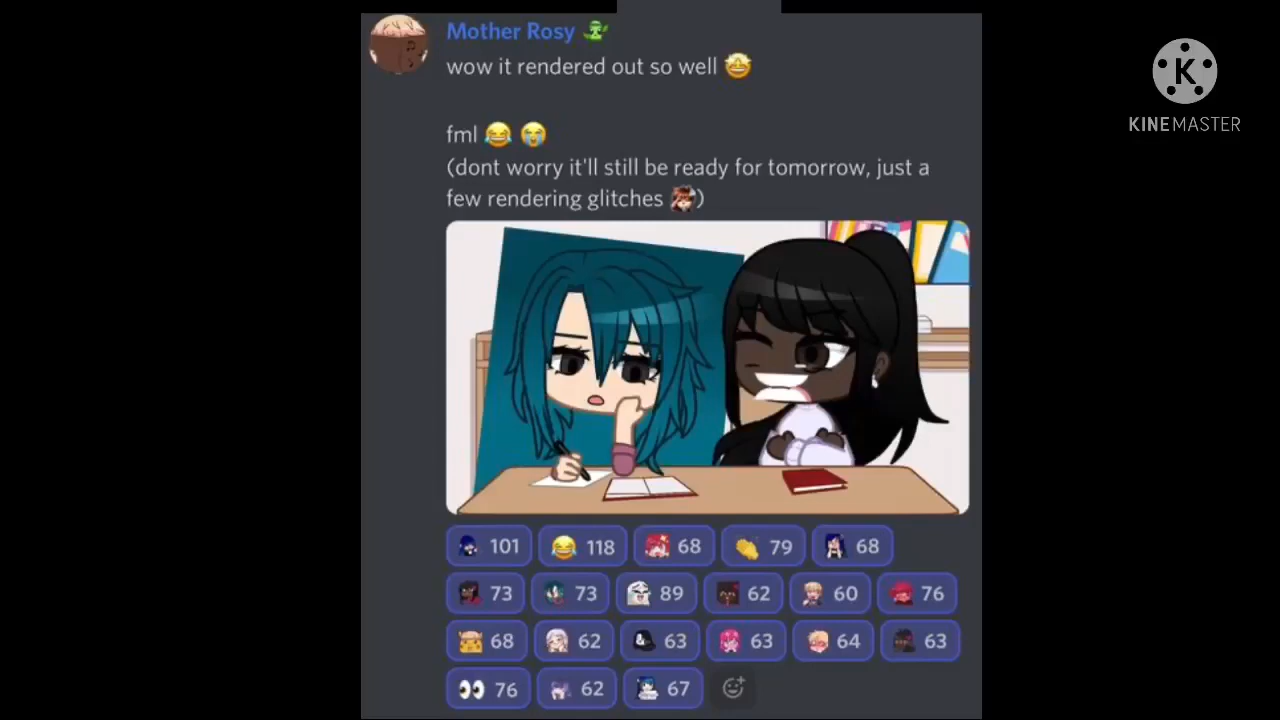 Mother Rosy
wow it rendered out so well 🤩
fml 😂 😭
(dont worry it'll still be ready for tomorrow, just a
few rendering glitches )
101 118 68 79 68
73 73 89 62 60 76
68 62 63 63 64 63
76 62 67
K
KINEMASTER